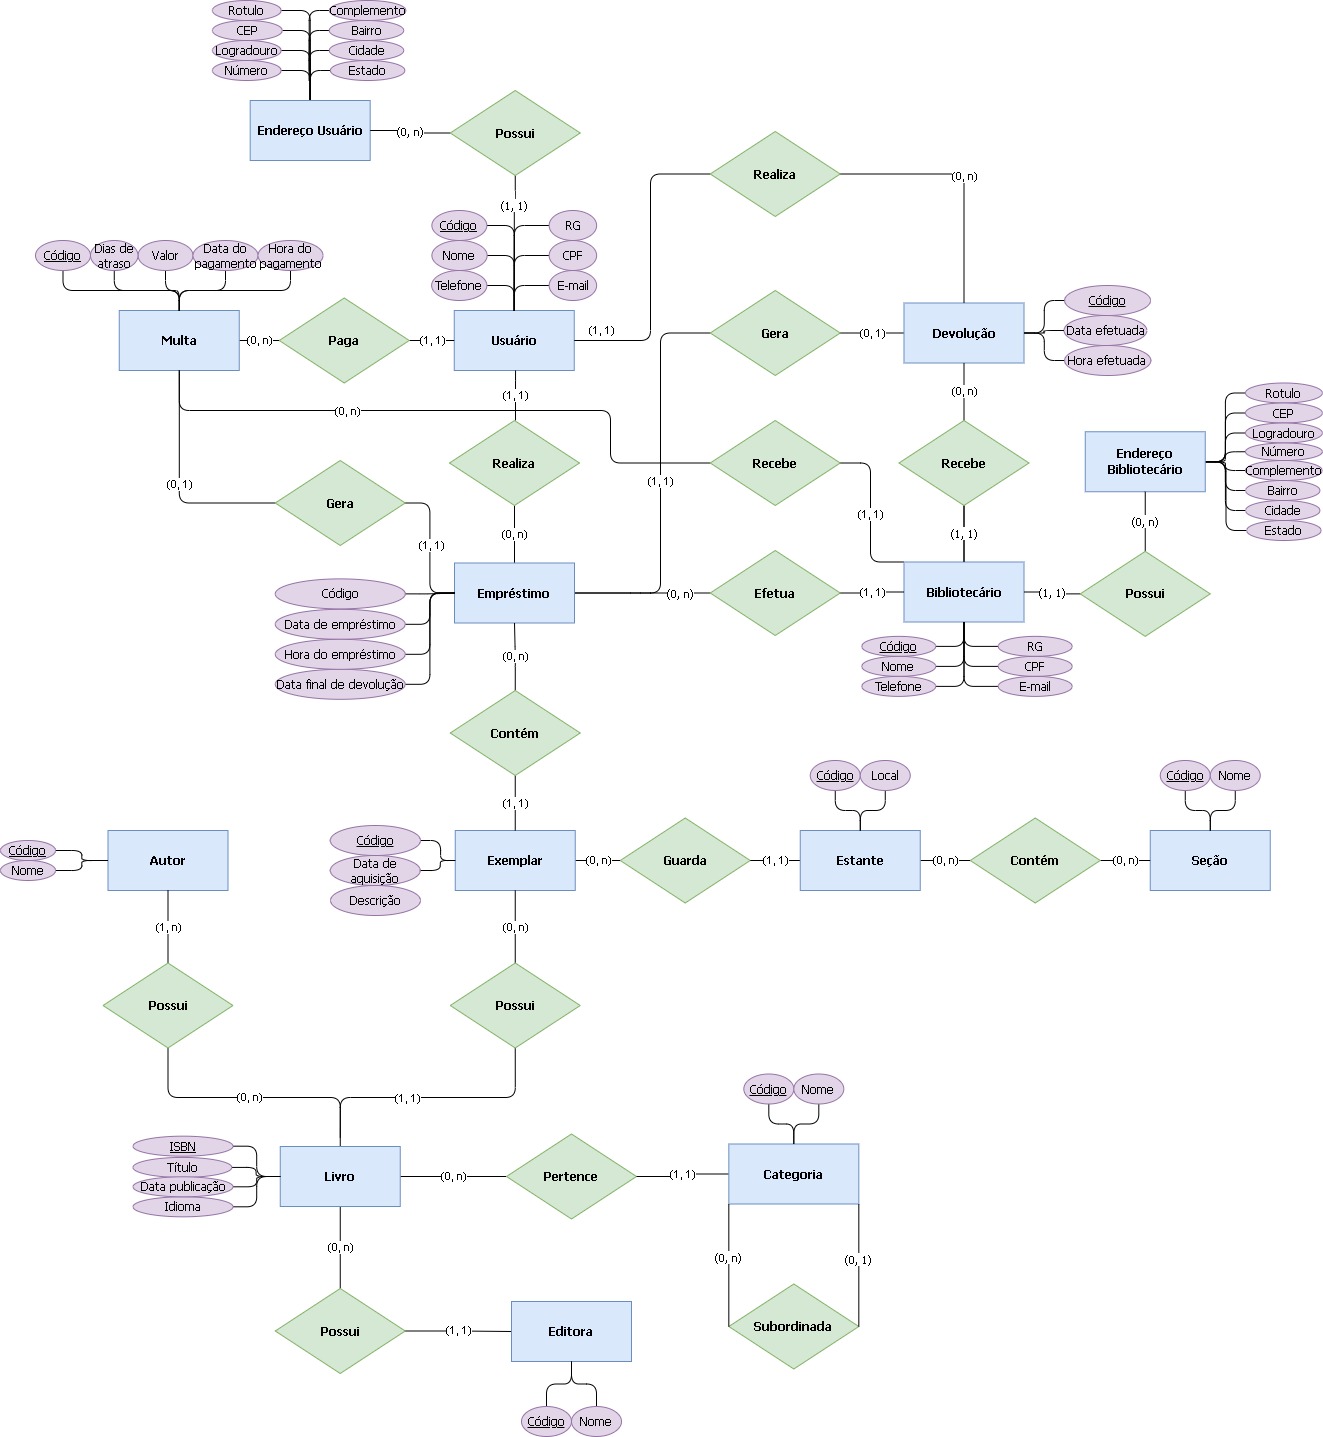 Rotulo
Complemento
CEP
Bairro
Logradouro
Cidade
Número
Estado
Endereço Usuário
(0, n)
Possui
(1, 1)
Realiza
(0, n)
Código
RG
Nome
CPF
Telefone
E-mail
Código
Dias de
atraso
Valor
Data do
pagamento
Hora do
pagamento
Multa
(0, n)
Paga
(1, 1)
Usuário
(1, 1)
Gera
(0, 1)
Devolução
Código
Data efetuada
Hora efetuada
(1, 1)
(0, n)
(0, n)
Realiza
Recebe
(1, 1)
Recebe
Endereço
Bibliotecário
Rotulo
CEP
Logradouro
Número
Complemento
Bairro
Cidade
Estado
(0, 1)
Gera
(1, 1)
(0, n)
(1, 1)
(1, 1)
(0, n)
Código
Data de empréstimo
Hora do empréstimo
Data final de devolução
Empréstimo
(0, n)
Efetua
(1, 1)
Bibliotecário
(1, 1)
Possui
Código
RG
Nome
CPF
Telefone
E-mail
(0, n)
Contém
(1, 1)
Código
Local
Código
Nome
Código
Nome
Autor
Código
Data de
aquisição
Descrição
Exemplar
(0, n)
Guarda
(1, 1)
Estante
(0, n)
Contém
(0, n)
Seção
(1, n)
(0, n)
Possui
Possui
(0, n)
(1, 1)
Código
Nome
ISBN
Título
Data publicação
Idioma
Livro
(0, n)
Pertence
(1, 1)
Categoria
(0, n)
(0, n)
(0, 1)
Subordinada
Possui
(1, 1)
Editora
Código
Nome